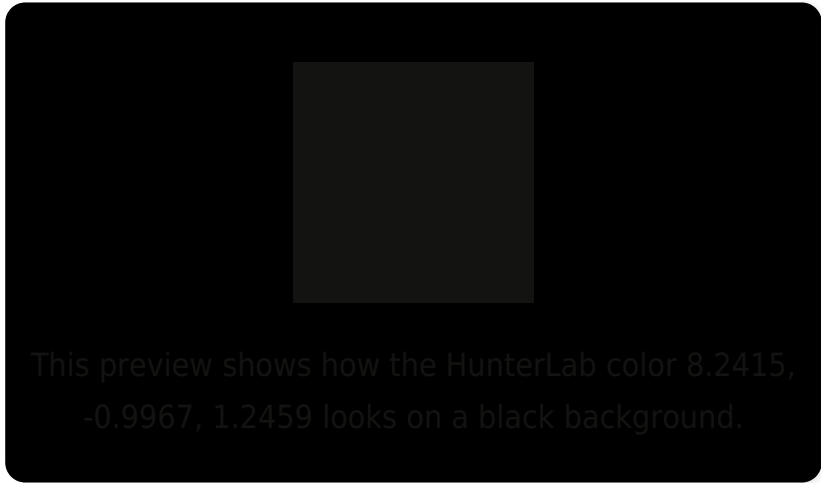 This preview shows how the HunterLab color 8.2415,
-0.9967, 1.2459 looks on a black background.